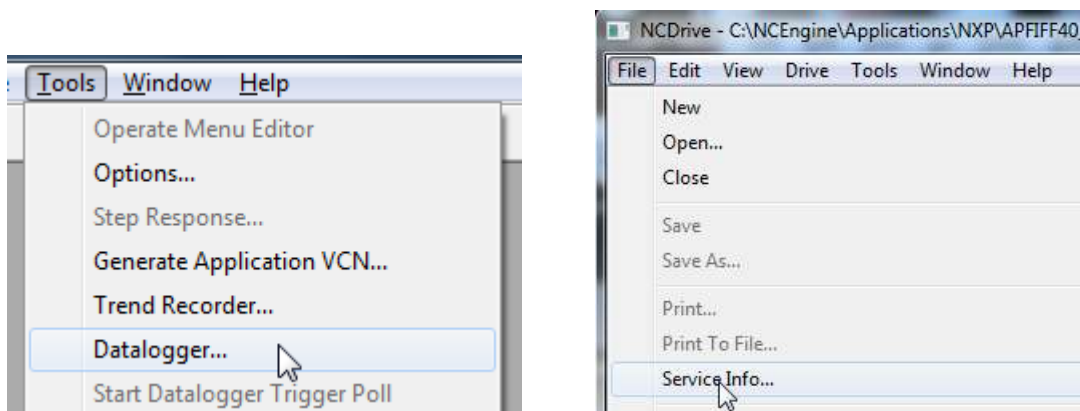 Tools Window Help
Operate Menu Editor
Options...
Step Response...
Generate Application VCN...
Trend Recorder...
Datalogger...
Start Datalogger Trigger Poll
NCDrive - C:\NCEngine\Applications\NXP\APFIFF40
File Edit View Drive Tools Window Help
New
Open...
Close
Save
Save As...
Print...
Print To File...
Service Info...